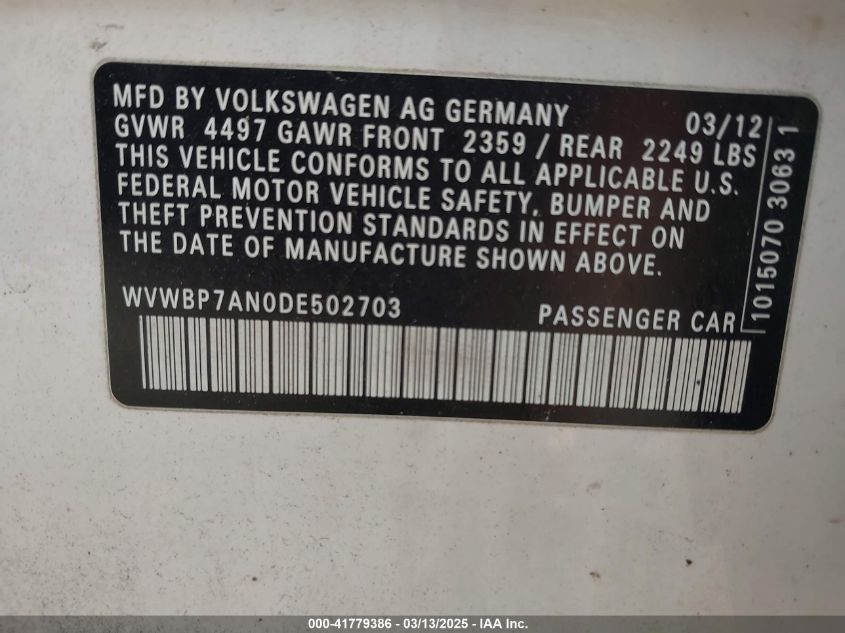 MFD BY VOLKSWAGEN AG GERMANY 03/12
GVWR 4497 GAWR FRONT 2359 / REAR 2249 LBS
THIS VEHICLE CONFORMS TO ALL APPLICABLE U.S.
FEDERAL MOTOR VEHICLE SAFETY, BUMPER AND
THEFT PREVENTION STANDARDS IN EFFECT ON
THE DATE OF MANUFACTURE SHOWN ABOVE.
WVWBP7AN0DE502703 PASSENGER CAR
1015070 3063 1
000-41779386 - 03/13/2025 - IAA Inc.